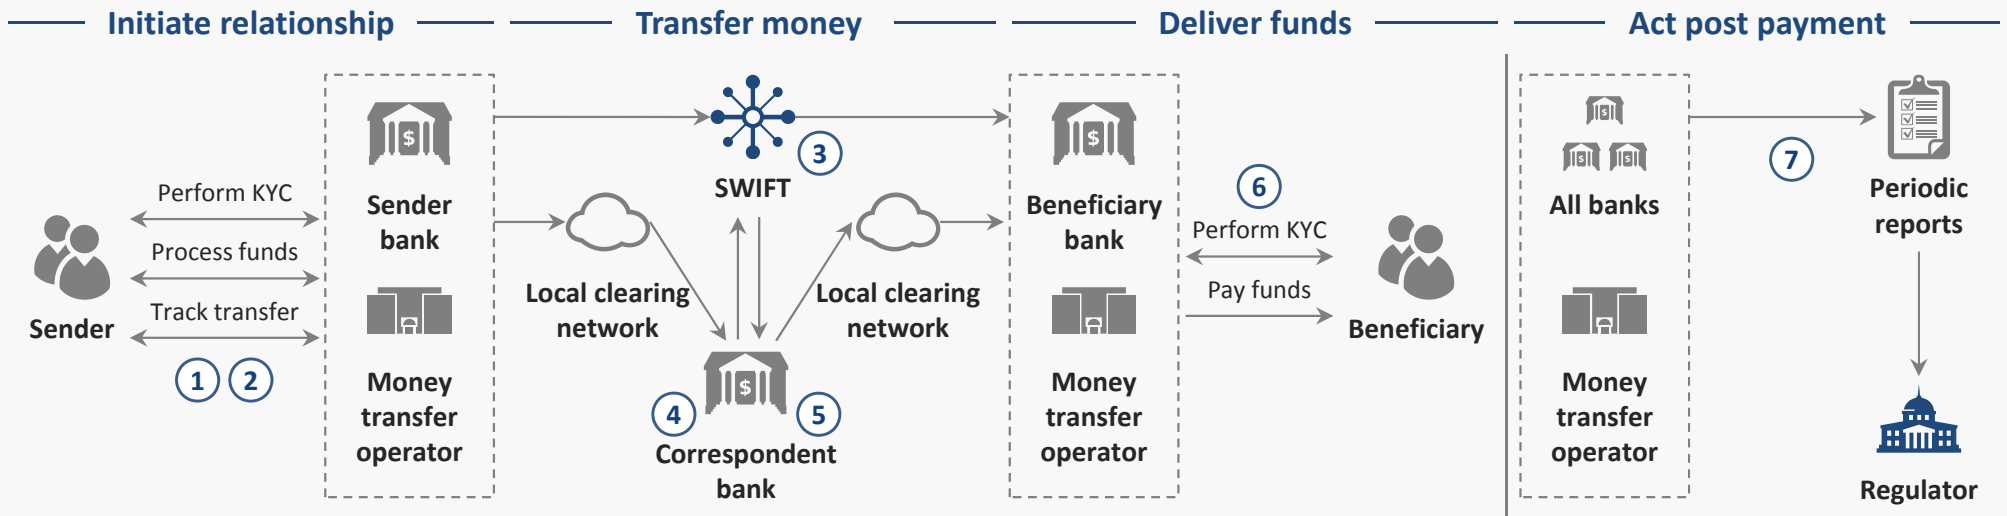 Initiate relationship
Transfer money
Deliver funds
Act post payment
Perform KYC
Process funds
Track transfer
Sender
1
2
$
Sender
bank
Money
transfer
operator
SWIFT
3
Local clearing
network
Local clearing
network
$
4
5
Correspondent
bank
$
Beneficiary
bank
Money
transfer
operator
6
Perform KYC
Pay funds
Beneficiary
All banks
Money
transfer
operator
7
Periodic
reports
Regulator